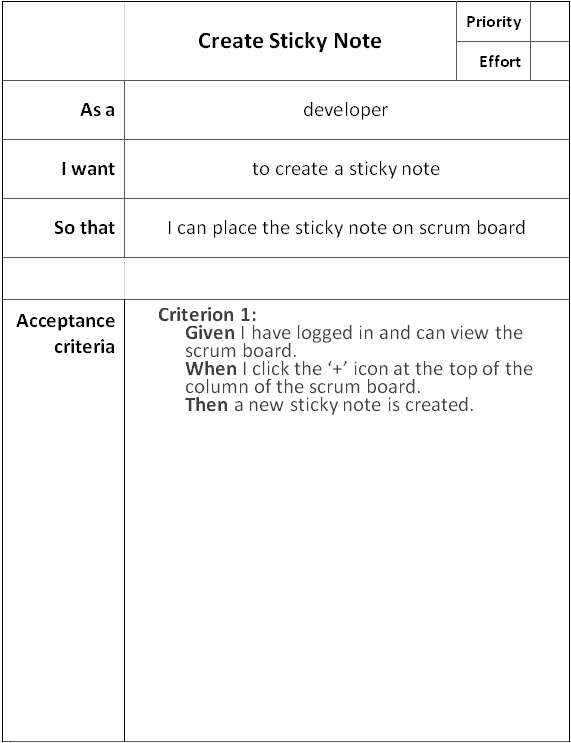 Create Sticky Note
Priority
Effort
As a
developer
I want
to create a sticky note
So that
I can place the sticky note on scrum board
Acceptance
criteria
Criterion 1:
Given I have logged in and can view the
scrum board.
When I click the ‘+’ icon at the top of the
column of the scrum board.
Then a new sticky note is created.